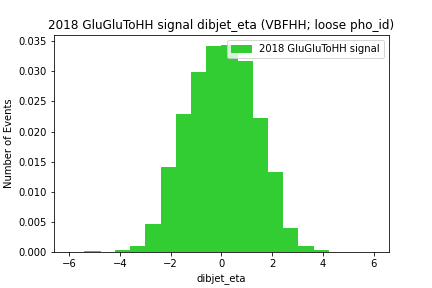 2018 GluGluToHH signal dibjet_eta (VBFHH; loose pho_id)
2018 GluGluToHH signal
Number of Events
0.035
0.030
0.025
0.020
0.015
0.010
0.005
0.000
−6 −4 −2 0 2 4 6
dibjet_eta